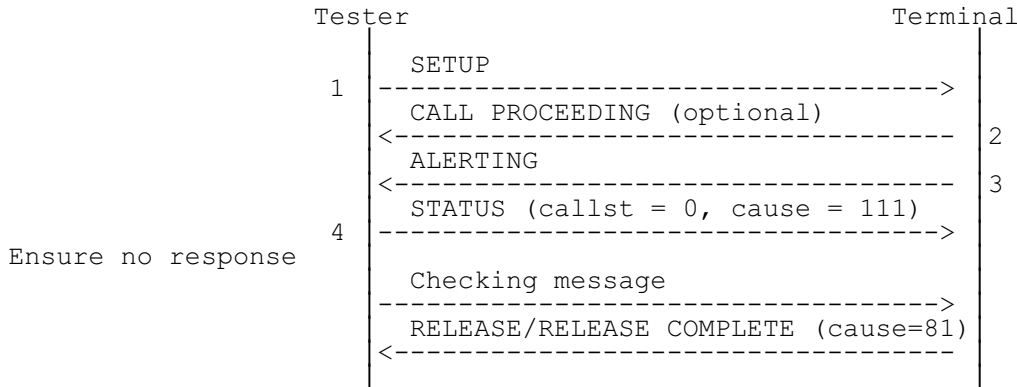 Tester Terminal
SETUP
1 ----------------------------------->
CALL PROCEEDING (optional)
<----------------------------------- 2
ALERTING
<----------------------------------- 3
STATUS (callst = 0, cause = 111)
4 ----------------------------------->
Ensure no response
Checking message
----------------------------------->
RELEASE/RELEASE COMPLETE (cause=81)
<-----------------------------------